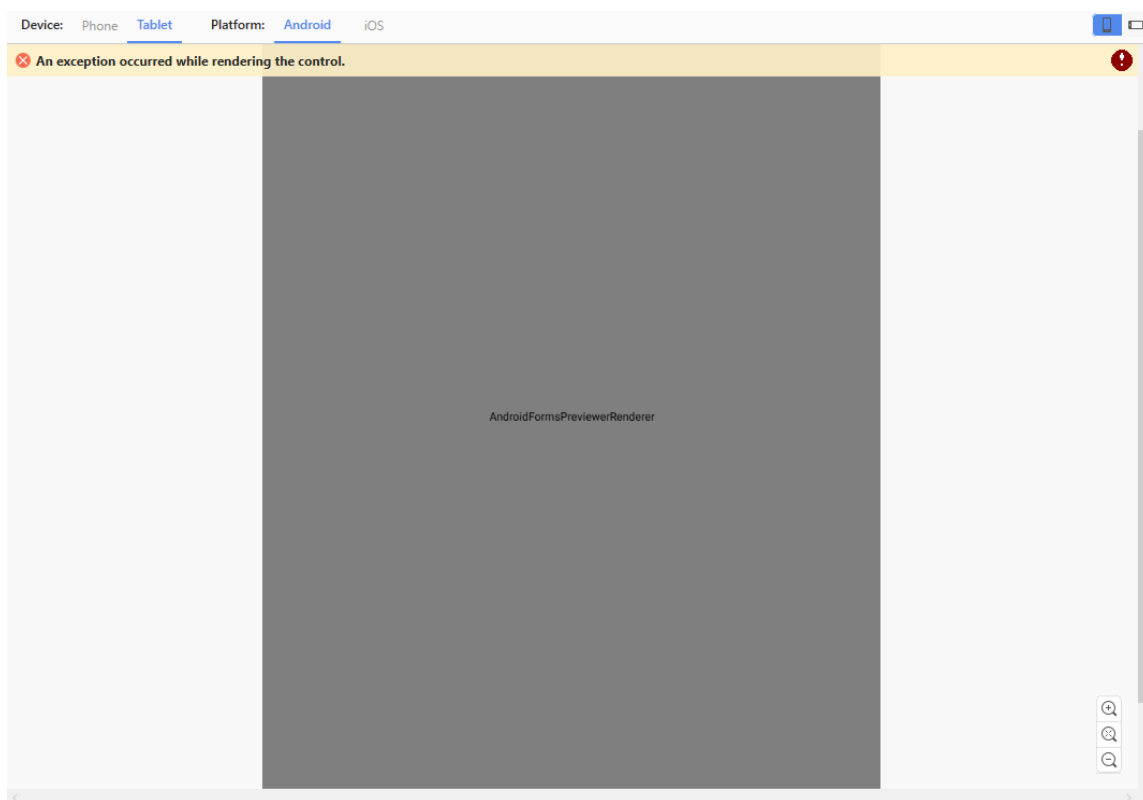 Device: Phone Tablet Platform: Android iOS
An exception occurred while rendering the control.
AndroidFormsPreviewerRenderer